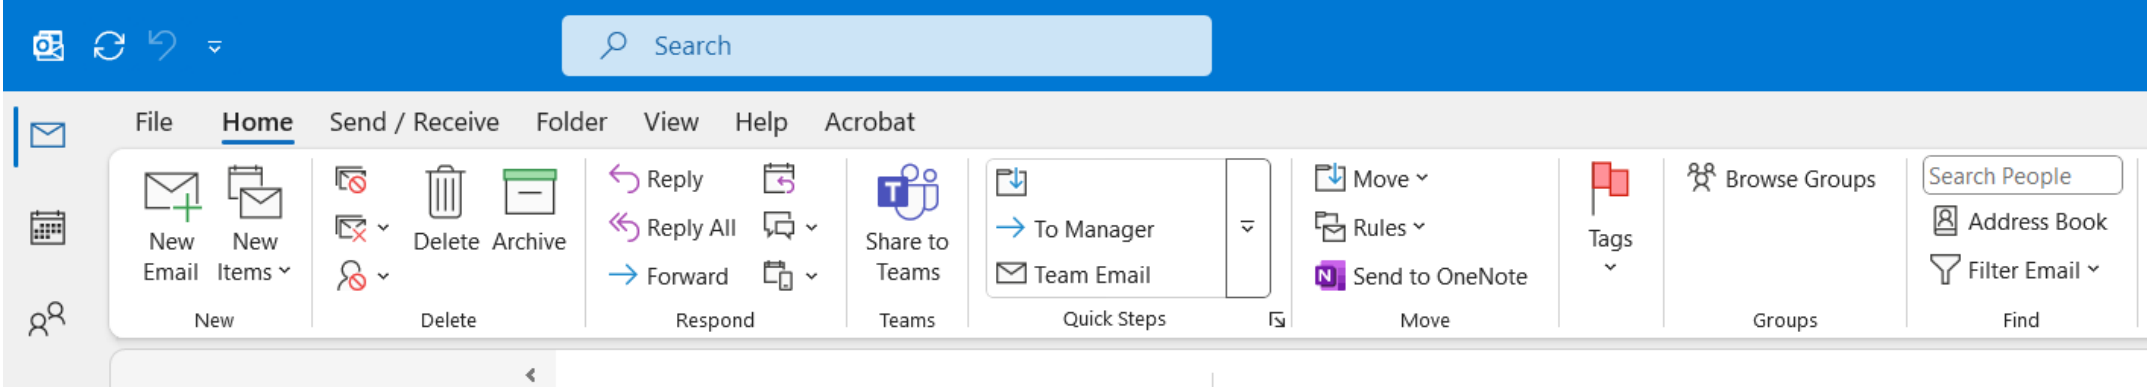 Search
File Home Send / Receive Folder View Help Acrobat
New Email
New Items
Delete
Archive
Reply
Reply All
Forward
Share to Teams
To Manager
Team Email
Move
Rules
Send to OneNote
Tags
Browse Groups
Search People
Address Book
Filter Email
New Delete Respond Teams Quick Steps Move Groups Find